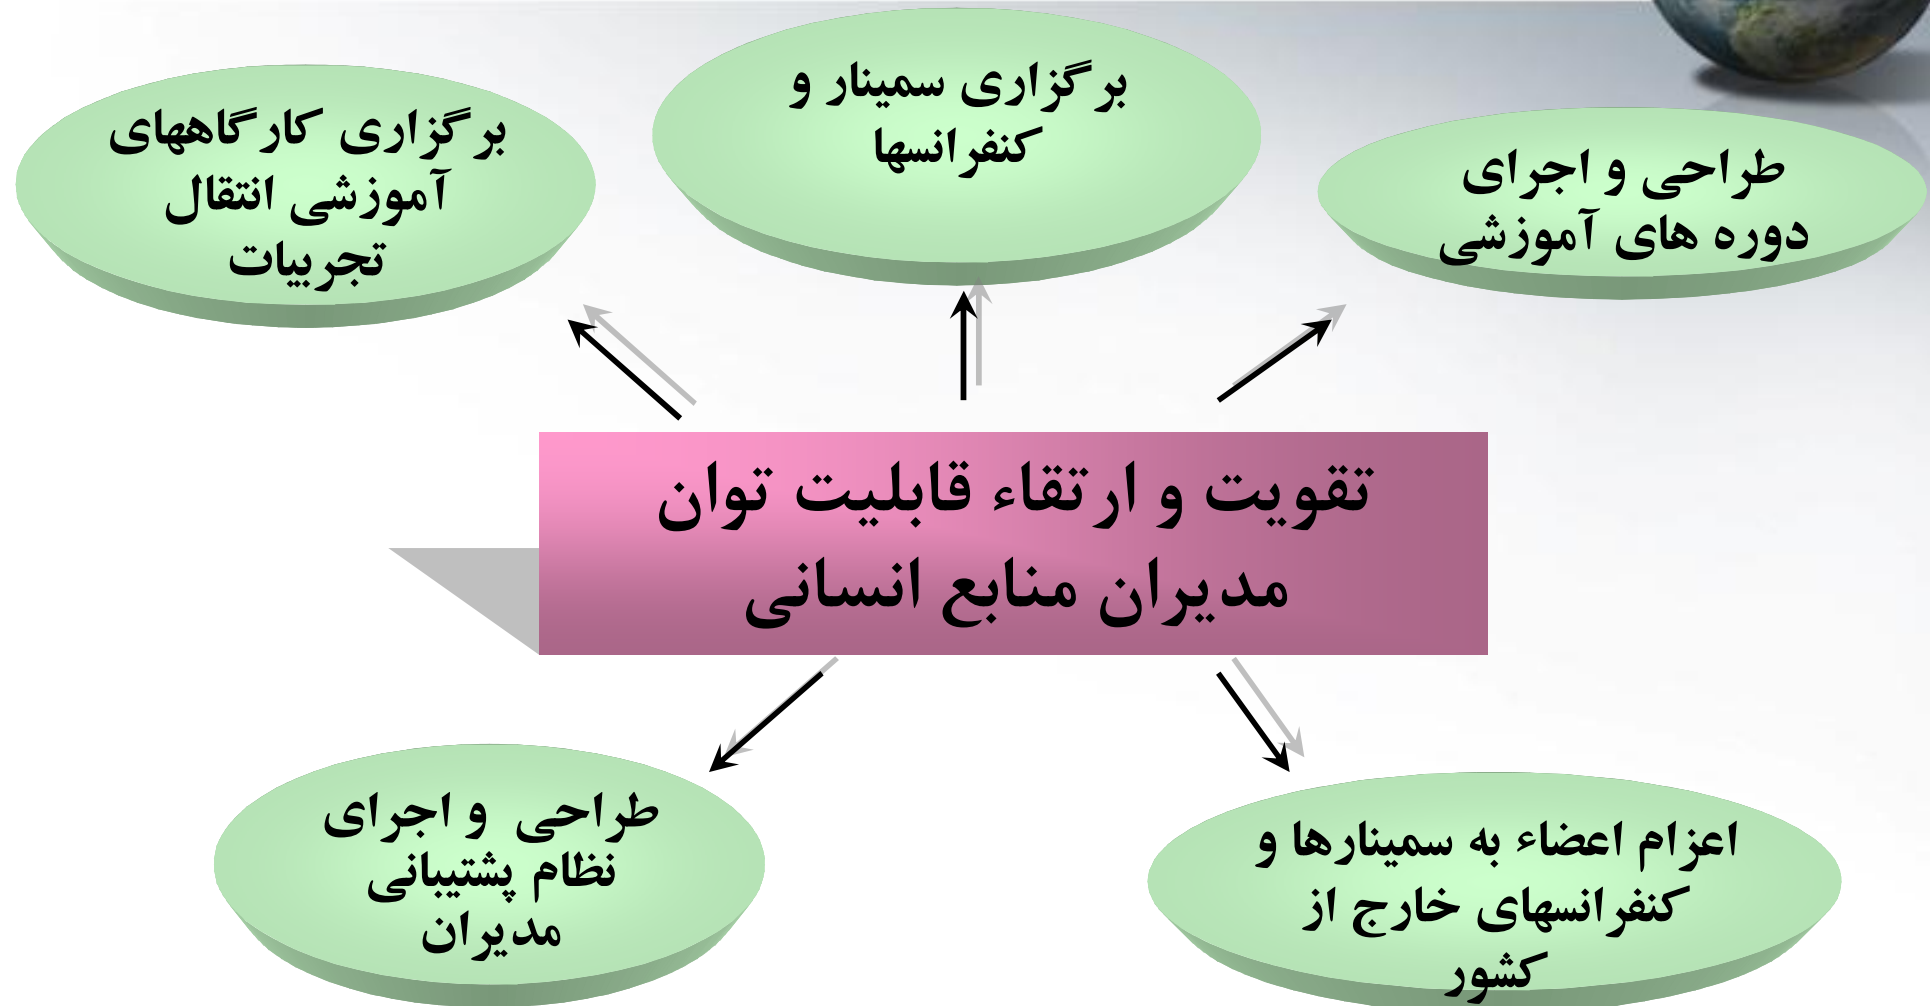 طراحی و اجرای
دوره های آموزشی
برگزاری سمینار و
کنفرانسها
برگزاری کارگاههای
آموزشی انتقال
تجربیات
تقویت و ارتقاء قابلیت توان
مدیران منابع انسانی
اعزام اعضاء به سمینارها و
کنفرانسهای خارج از
کشور
طراحی و اجرای
نظام پشتیبانی
مدیران